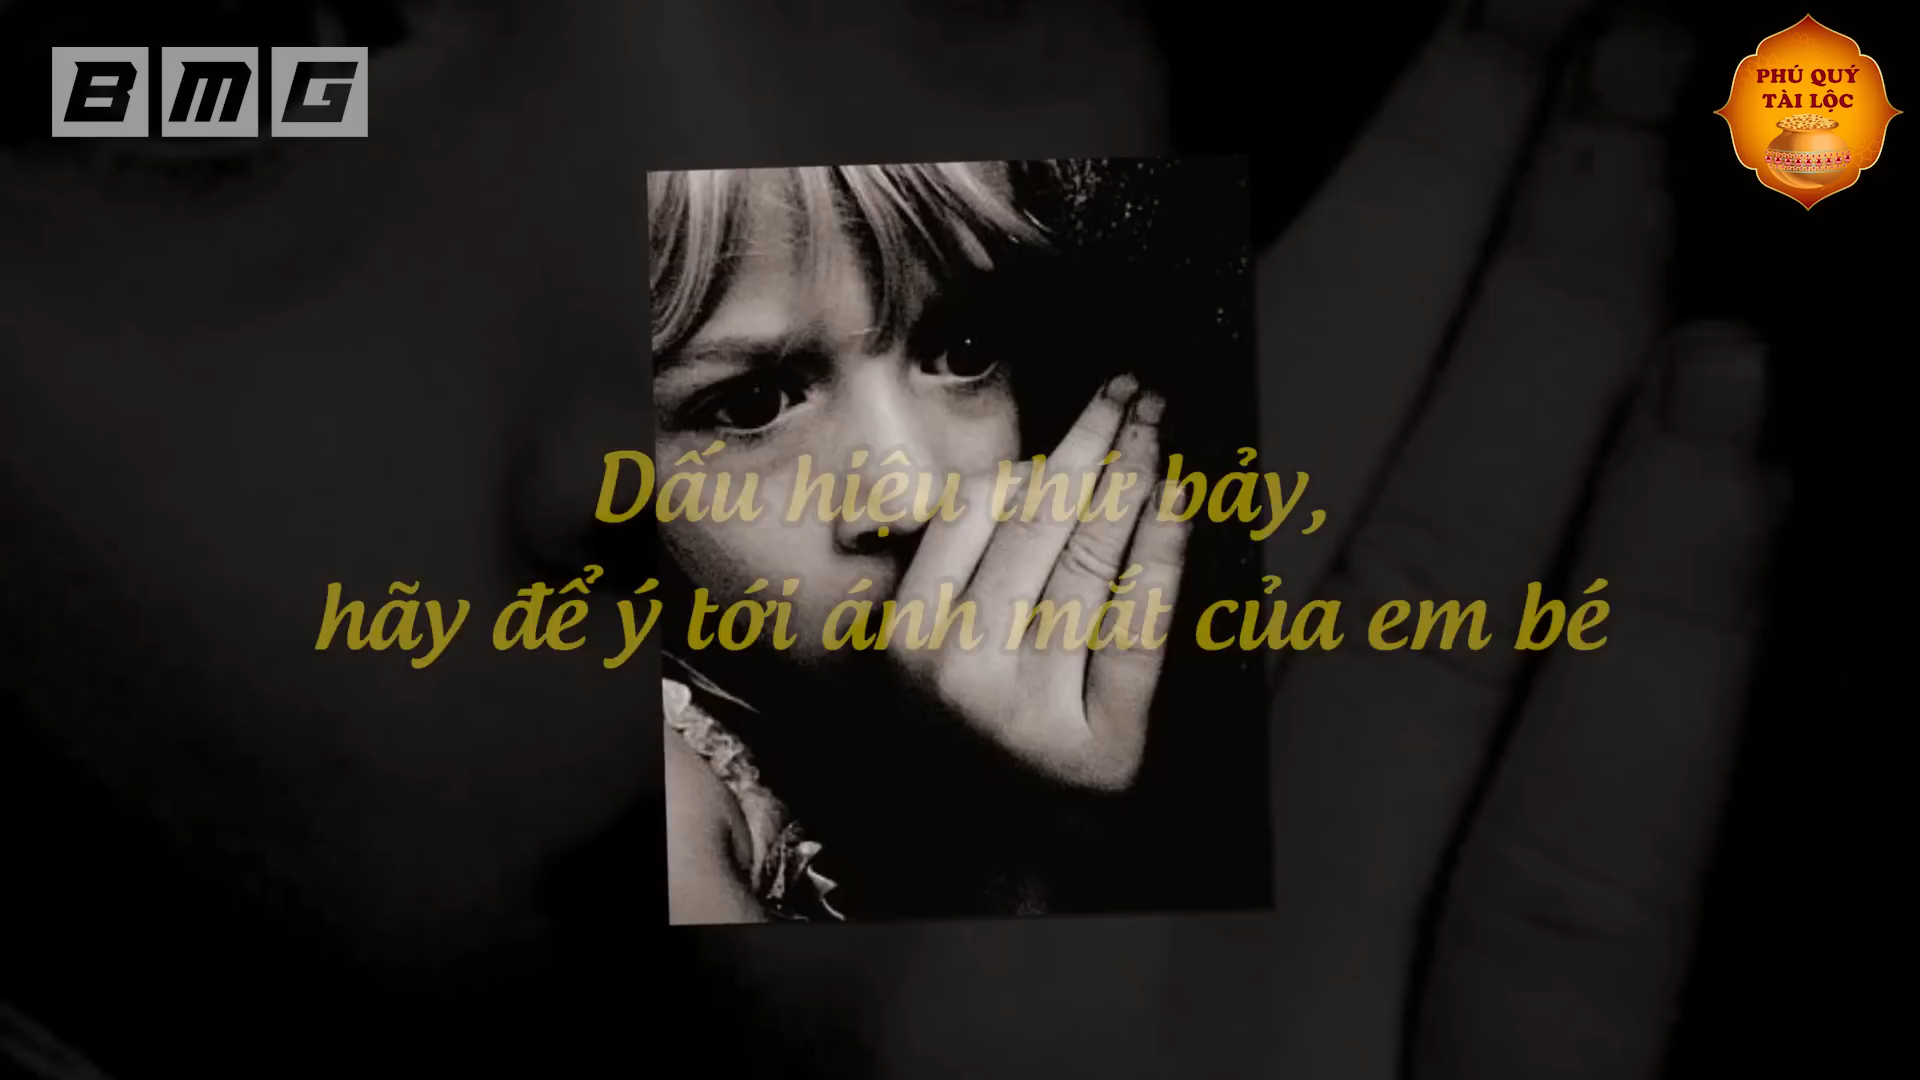 BMG
PHÚ QUÝ
TÀI LỘC
Dấu hiệu thứ bảy,
hãy để ý tới ánh mắt của em bé